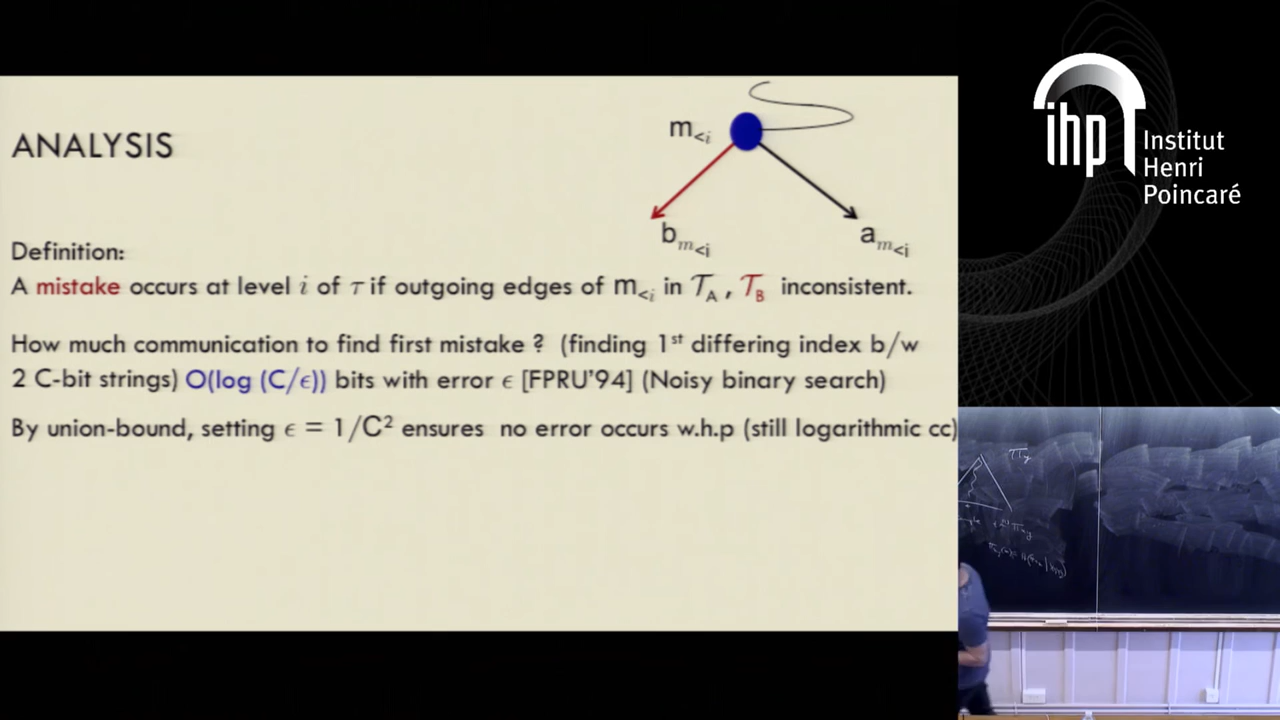 ANALYSIS
m<i
b m<i
a m<i
Definition:
A mistake occurs at level i of τ if outgoing edges of m<i in 𝒯A , 𝒯B inconsistent.
How much communication to find first mistake ? (finding 1st differing index b/w
2 C-bit strings) O(log (C/ϵ)) bits with error ϵ [FPRU'94] (Noisy binary search)
By union-bound, setting ϵ = 1/C² ensures no error occurs w.h.p (still logarithmic cc)
ihp
Institut
Henri
Poincaré